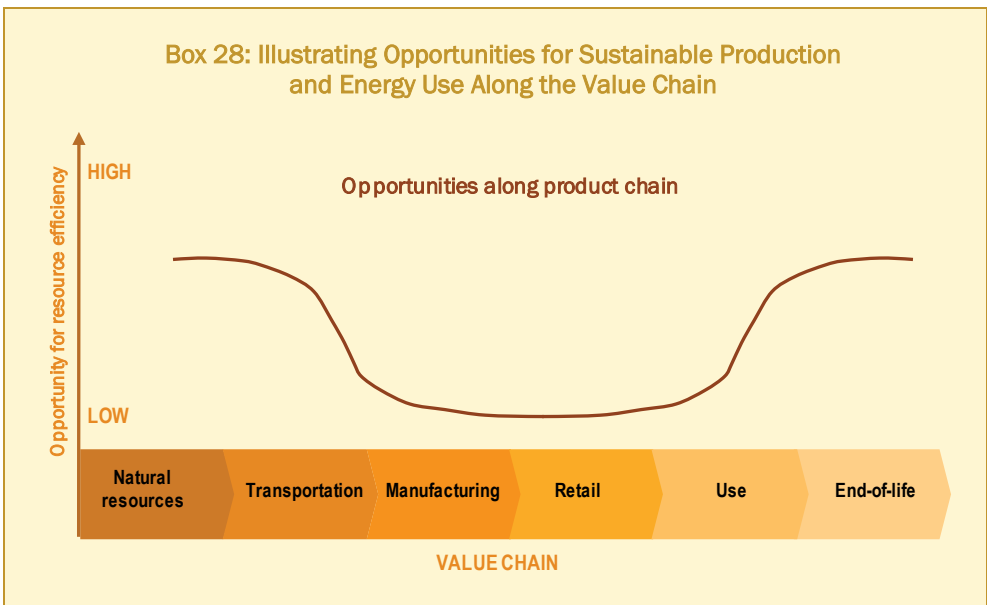 Box 28: Illustrating Opportunities for Sustainable Production
and Energy Use Along the Value Chain
Opportunity for resource efficiency
HIGH
Opportunities along product chain
LOW
Natural
resources
Transportation
Manufacturing
Retail
Use
End-of-life
VALUE CHAIN